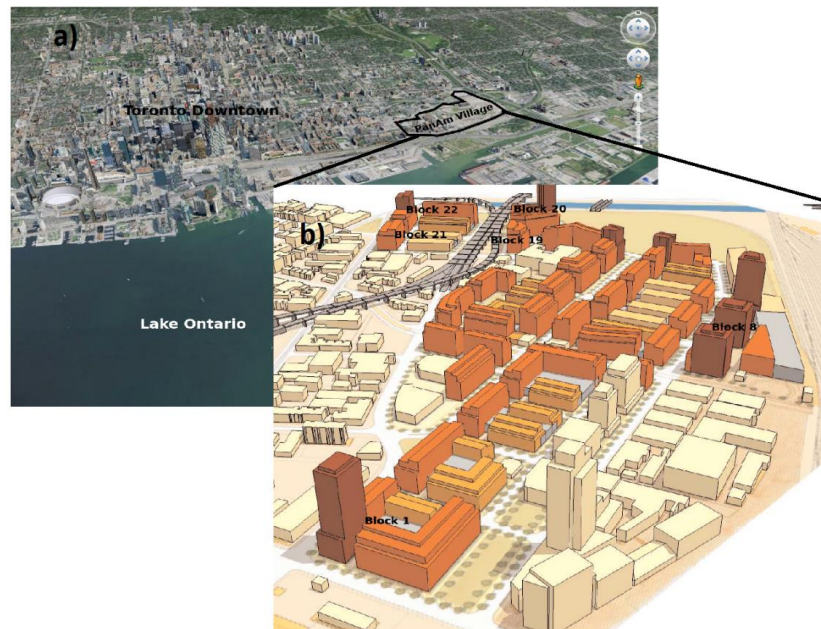 a)
Toronto Downtown
PanAm Village
Lake Ontario
b)
Block 22
Block 20
Block 21
Block 19
Block 8
Block 1